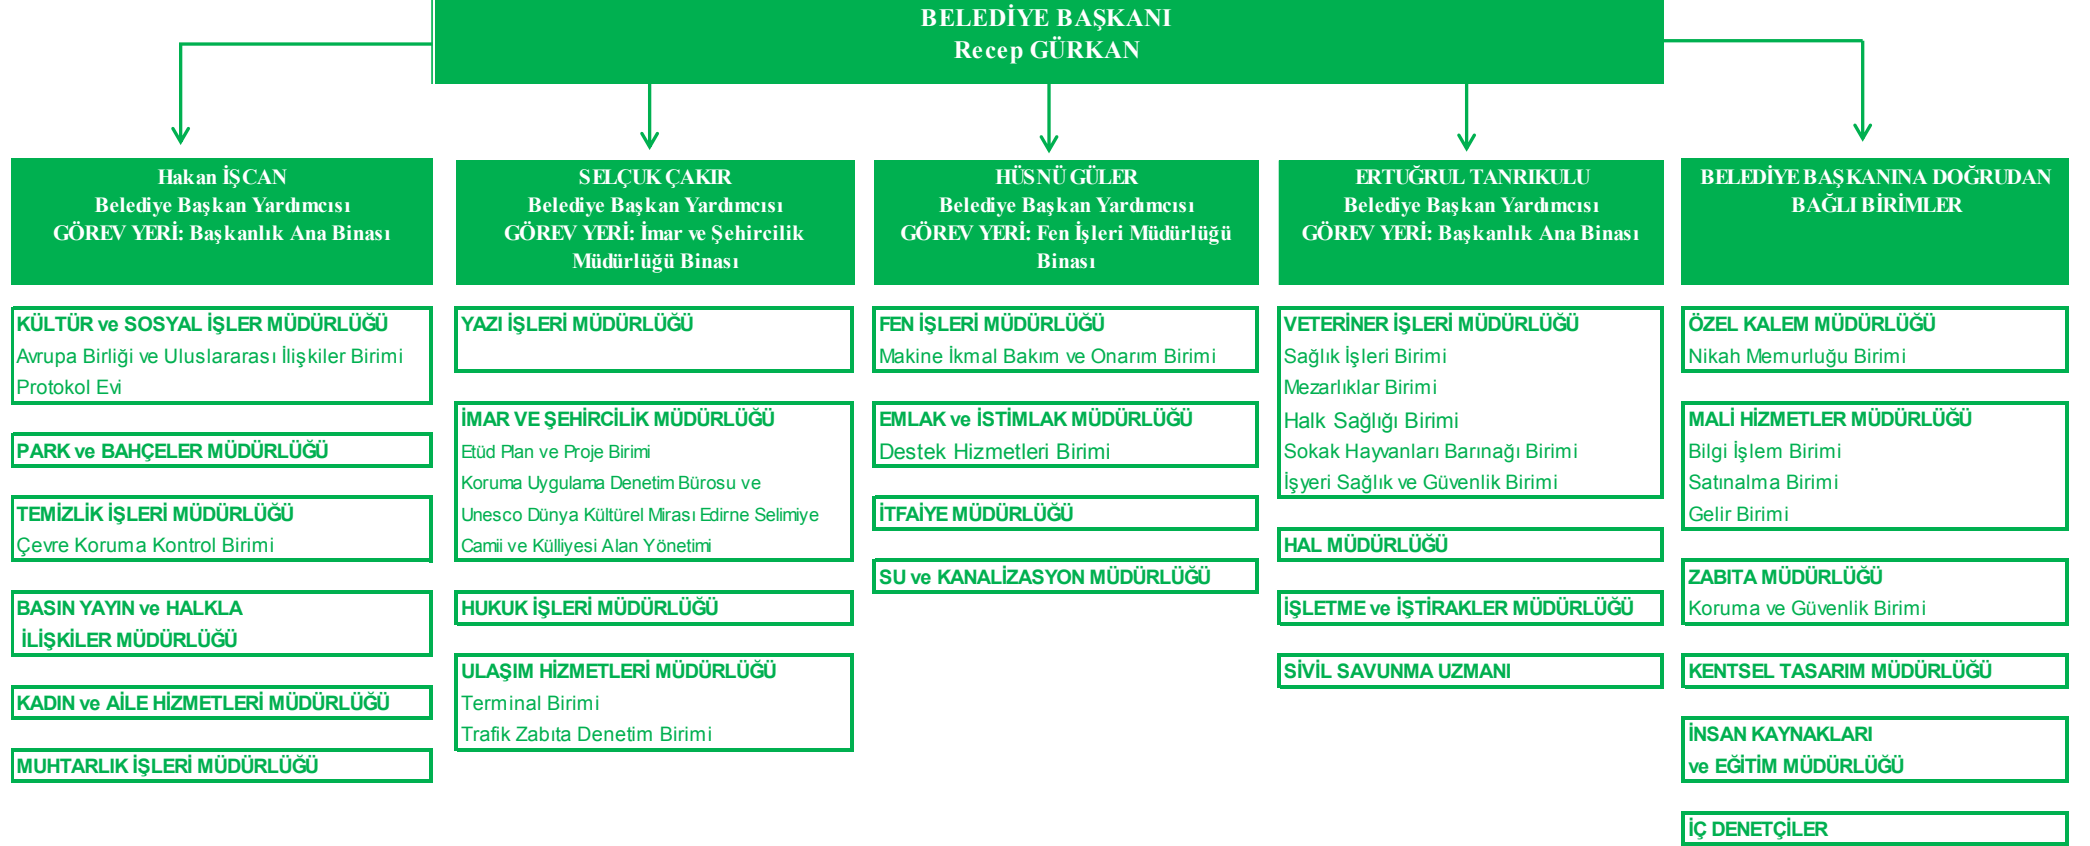 BELEDİYE BAŞKANI
Recep GÜRKAN
Hakan İŞCAN
Belediye Başkan Yardımcısı
GÖREV YERİ: Başkanlık Ana Binası
KÜLTÜR ve SOSYAL İŞLER MÜDÜRLÜĞÜ
Avrupa Birliği ve Uluslararası İlişkiler Birimi
Protokol Evi
PARK ve BAHÇELER MÜDÜRLÜĞÜ
TEMİZLİK İŞLERİ MÜDÜRLÜĞÜ
Çevre Koruma Kontrol Birimi
BASIN YAYIN ve HALKLA
İLİŞKİLER MÜDÜRLÜĞÜ
KADIN ve AİLE HİZMETLERİ MÜDÜRLÜĞÜ
MUHTARLIK İŞLERİ MÜDÜRLÜĞÜ
SELÇUK ÇAKIR
Belediye Başkan Yardımcısı
GÖREV YERİ: İmar ve Şehircilik
Müdürlüğü Binası
YAZI İŞLERİ MÜDÜRLÜĞÜ
İMAR VE ŞEHİRCİLİK MÜDÜRLÜĞÜ
Etüd Plan ve Proje Birimi
Koruma Uygulama Denetim Bürosu ve
Unesco Dünya Kültürel Mirası Edirne Selimiye
Camii ve Külliyesi Alan Yönetimi
HUKUK İŞLERİ MÜDÜRLÜĞÜ
ULAŞIM HİZMETLERİ MÜDÜRLÜĞÜ
Terminal Birimi
Trafik Zabıta Denetim Birimi
HÜSNÜ GÜLER
Belediye Başkan Yardımcısı
GÖREV YERİ: Fen İşleri Müdürlüğü
Binası
FEN İŞLERİ MÜDÜRLÜĞÜ
Makine İkmal Bakım ve Onarım Birimi
EMLAK ve İSTİMLAK MÜDÜRLÜĞÜ
Destek Hizmetleri Birimi
İTFAİYE MÜDÜRLÜĞÜ
SU ve KANALİZASYON MÜDÜRLÜĞÜ
ERTUĞRUL TANRIKULU
Belediye Başkan Yardımcısı
GÖREV YERİ: Başkanlık Ana Binası
VETERİNER İŞLERİ MÜDÜRLÜĞÜ
Sağlık İşleri Birimi
Mezarlıklar Birimi
Halk Sağlığı Birimi
Sokak Hayvanları Barınağı Birimi
İşyeri Sağlık ve Güvenlik Birimi
HAL MÜDÜRLÜĞÜ
İŞLETME ve İŞTİRAKLER MÜDÜRLÜĞÜ
SİVİL SAVUNMA UZMANI
BELEDİYE BAŞKANINA DOĞRUDAN
BAĞLI BİRİMLER
ÖZEL KALEM MÜDÜRLÜĞÜ
Nikah Memurluğu Birimi
MALİ HİZMETLER MÜDÜRLÜĞÜ
Bilgi İşlem Birimi
Satınalma Birimi
Gelir Birimi
ZABITA MÜDÜRLÜĞÜ
Koruma ve Güvenlik Birimi
KENTSEL TASARIM MÜDÜRLÜĞÜ
İNSAN KAYNAKLARI
ve EĞİTİM MÜDÜRLÜĞÜ
İÇ DENETÇİLER